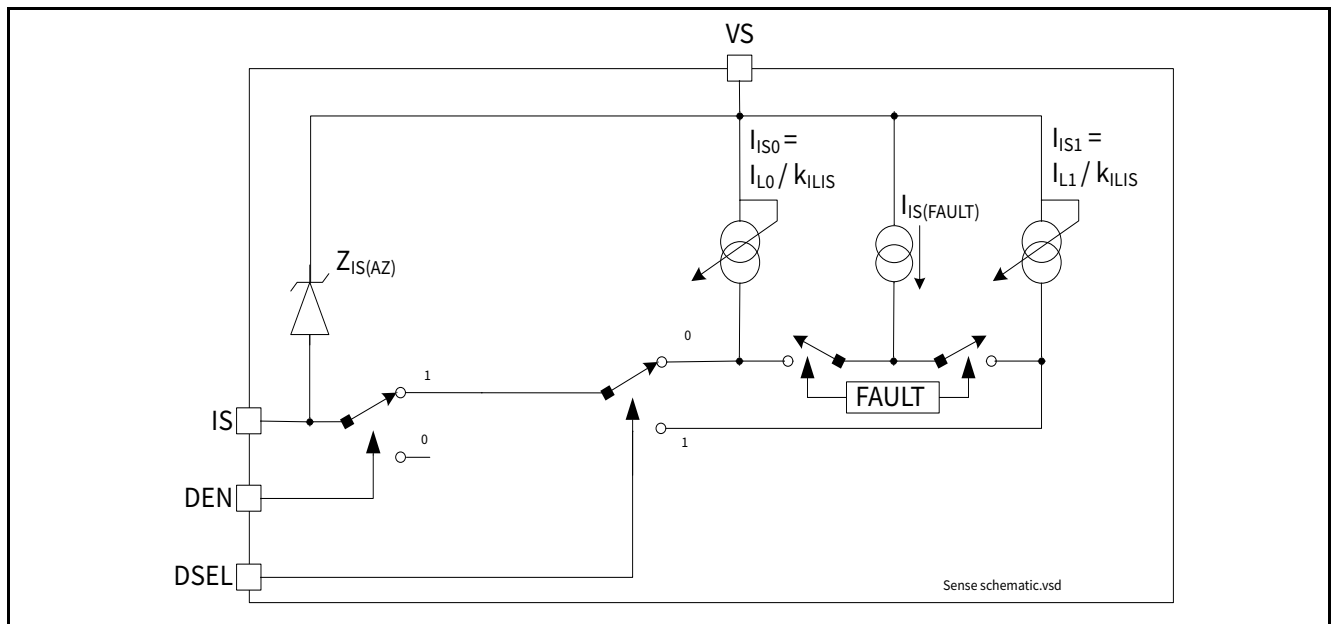 VS
I_IS0 =
I_L0 / k_ILIS
I_IS1 =
I_L1 / k_ILIS
I_IS(FAULT)
Z_IS(AZ)
0
1
FAULT
IS
0
1
DEN
DSEL
Sense schematic.vsd